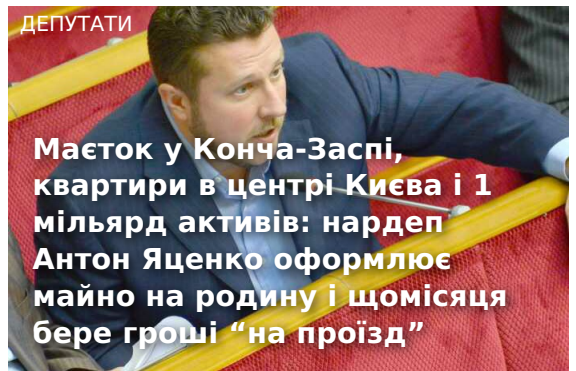 ДЕПУТАТИ
Маєток у Конча-Заспі,
квартири в центрі Києва і 1
мільярд активів: нардеп
Антон Яценко оформлює
майно на родину і щомісяця
бере гроші “на проїзд”